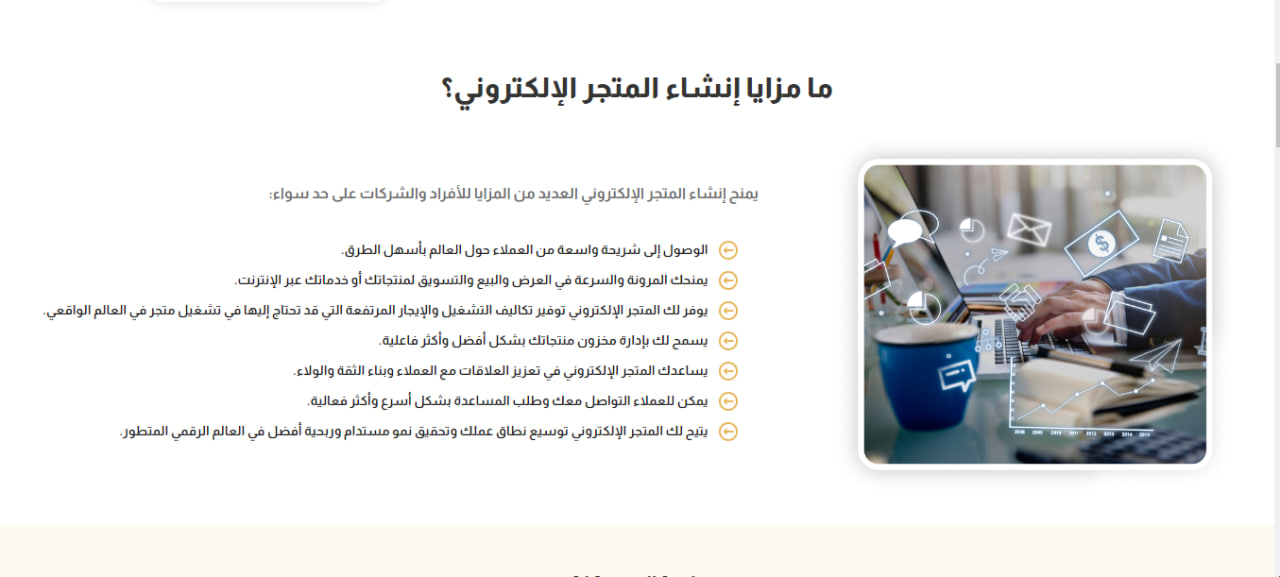 ما مزايا إنشاء المتجر الإلكتروني؟
يمنح إنشاء المتجر الإلكتروني العديد من المزايا للأفراد والشركات على حد سواء:
الوصول إلى شريحة واسعة من العملاء حول العالم بأسهل الطرق.
يمنحك المرونة والسرعة في العرض والبيع والتسويق لمنتجاتك أو خدماتك عبر الإنترنت.
يوفر لك المتجر الإلكتروني توفير تكاليف التشغيل والإيجار المرتفعة التي قد تحتاج إليها في تشغيل متجر في العالم الواقعي.
يسمح لك بإدارة مخزون منتجاتك بشكل أفضل وأكثر فاعلية.
يساعدك المتجر الإلكتروني في تعزيز العلاقات مع العملاء وبناء الثقة والولاء.
يمكن للعملاء التواصل معك وطلب المساعدة بشكل أسرع وأكثر فعالية.
يتيح لك المتجر الإلكتروني توسيع نطاق عملك وتحقيق نمو مستدام وربحية أفضل في العالم الرقمي المتطور.